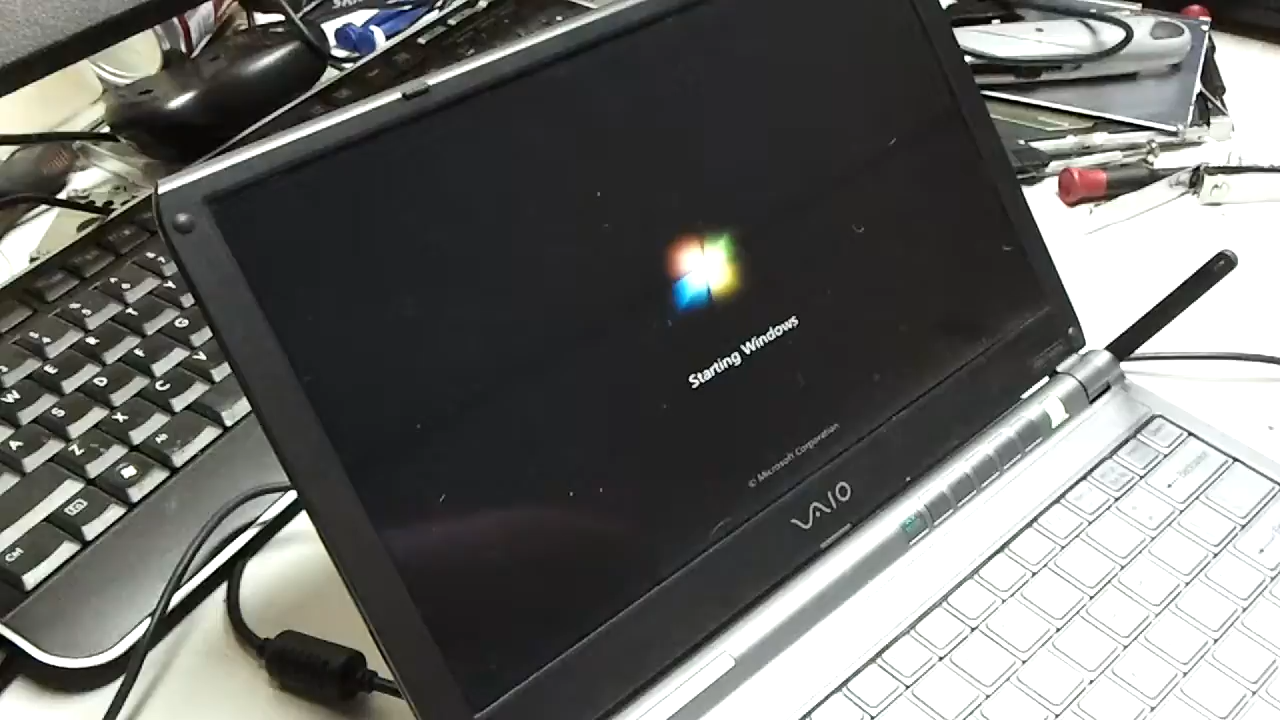 Starting Windows
© Microsoft Corporation
VAIO
W
E
R
T
A
S
D
F
G
Z
X
C
V